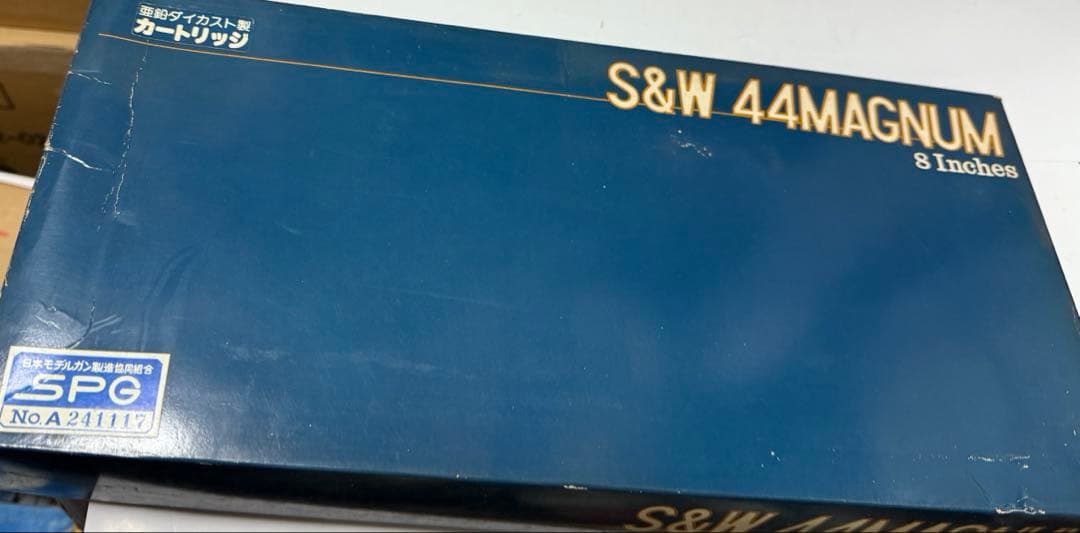 亜鉛ダイカスト製
カートリッジ
S&W 44MAGNUM
8 Inches
日本モデルガン製造協同組合
SPG
No. A 241117
S&W 44MAGNUM